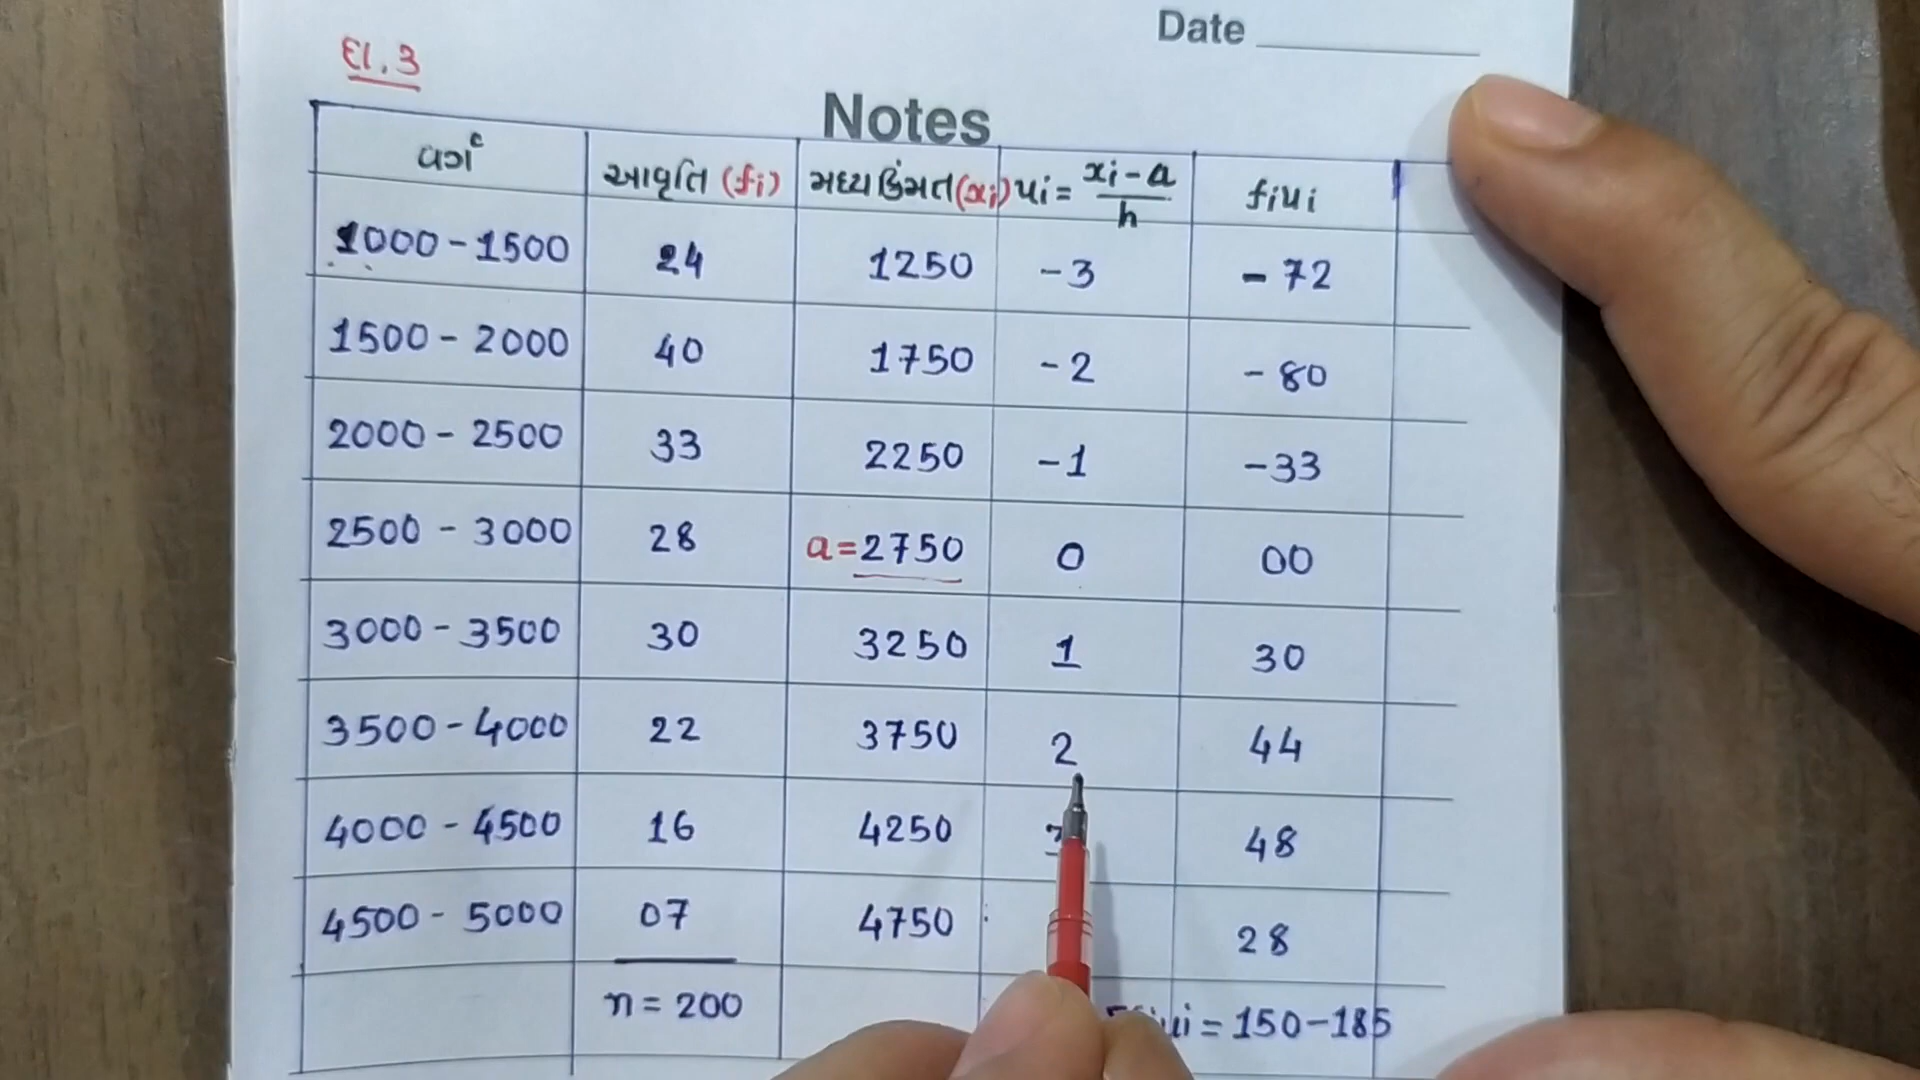 Date
દા.3
Notes
વર્ગ આવૃતિ (fi) મધ્યકિંમત (xi) ui = xi - a / h fiui
1000 - 1500 24 1250 - 3 - 72
1500 - 2000 40 1750 - 2 - 80
2000 - 2500 33 2250 - 1 - 33
2500 - 3000 28 a = 2750 0 00
3000 - 3500 30 3250 1 30
3500 - 4000 22 3750 2 44
4000 - 4500 16 4250 48
4500 - 5000 07 4750 28
n = 200 ui = 150 - 185